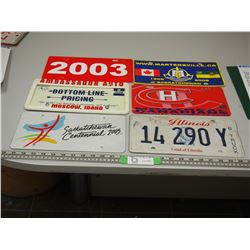 2003
AMBASSADOR AUTO
WWW.MARTENSVILLE.CA
BOTTOM LINE
PRICING
MOSCOW, IDAHO
CANADIENS
Saskatchewan
Centennial 2005
Illinois
14 290 Y
Land of Lincoln